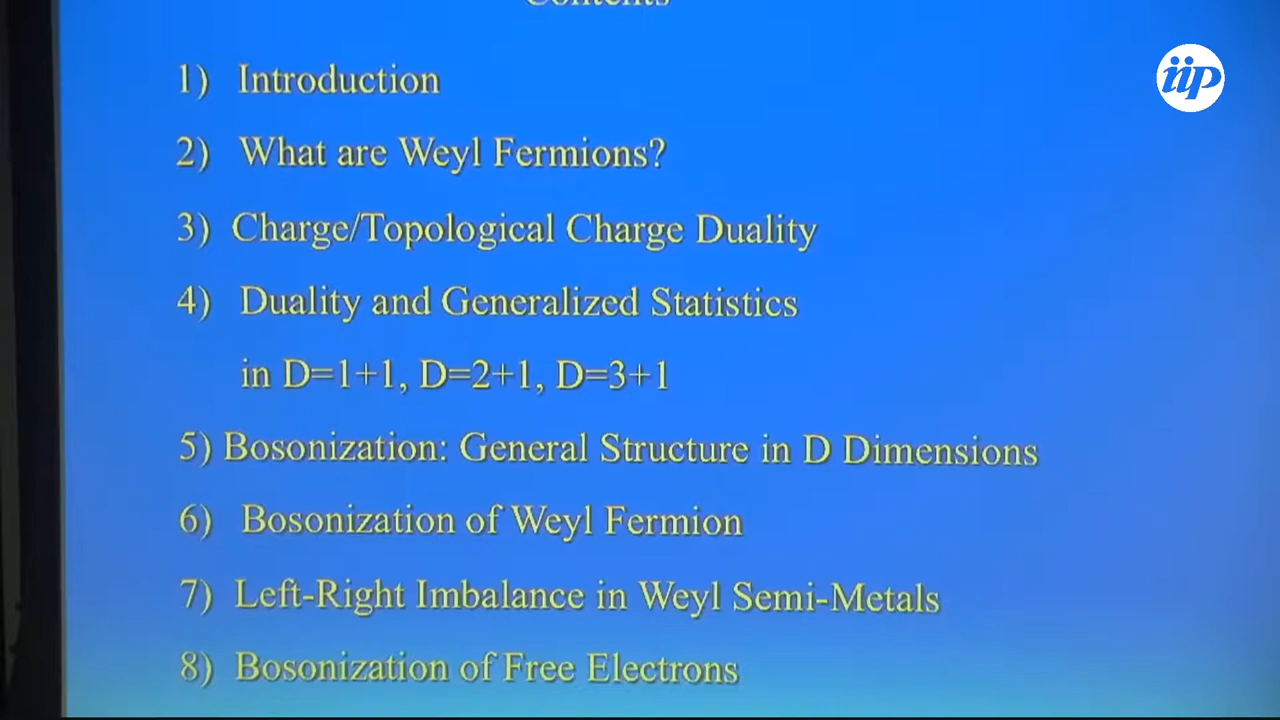 Contents
1) Introduction
2) What are Weyl Fermions?
3) Charge/Topological Charge Duality
4) Duality and Generalized Statistics
in D=1+1, D=2+1, D=3+1
5) Bosonization: General Structure in D Dimensions
6) Bosonization of Weyl Fermion
7) Left-Right Imbalance in Weyl Semi-Metals
8) Bosonization of Free Electrons
iip